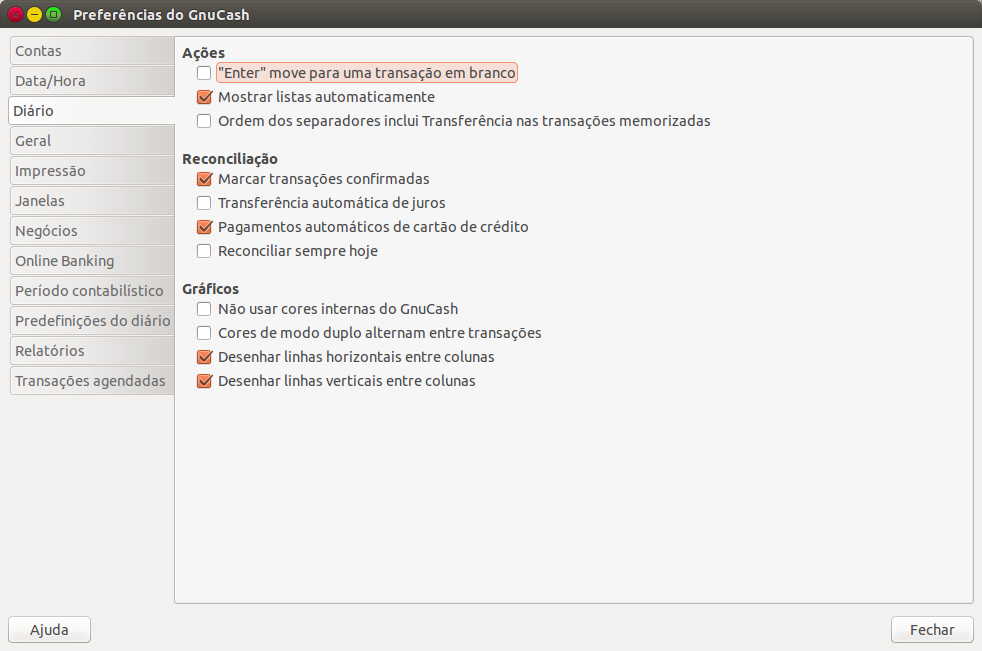 Preferências do GnuCash
Contas
Data/Hora
Diário
Geral
Impressão
Janelas
Negócios
Online Banking
Período contabilístico
Predefinições do diário
Relatórios
Transações agendadas
Ações
"Enter" move para uma transação em branco
Mostrar listas automaticamente
Ordem dos separadores inclui Transferência nas transações memorizadas
Reconciliação
Marcar transações confirmadas
Transferência automática de juros
Pagamentos automáticos de cartão de crédito
Reconciliar sempre hoje
Gráficos
Não usar cores internas do GnuCash
Cores de modo duplo alternam entre transações
Desenhar linhas horizontais entre colunas
Desenhar linhas verticais entre colunas
Ajuda
Fechar